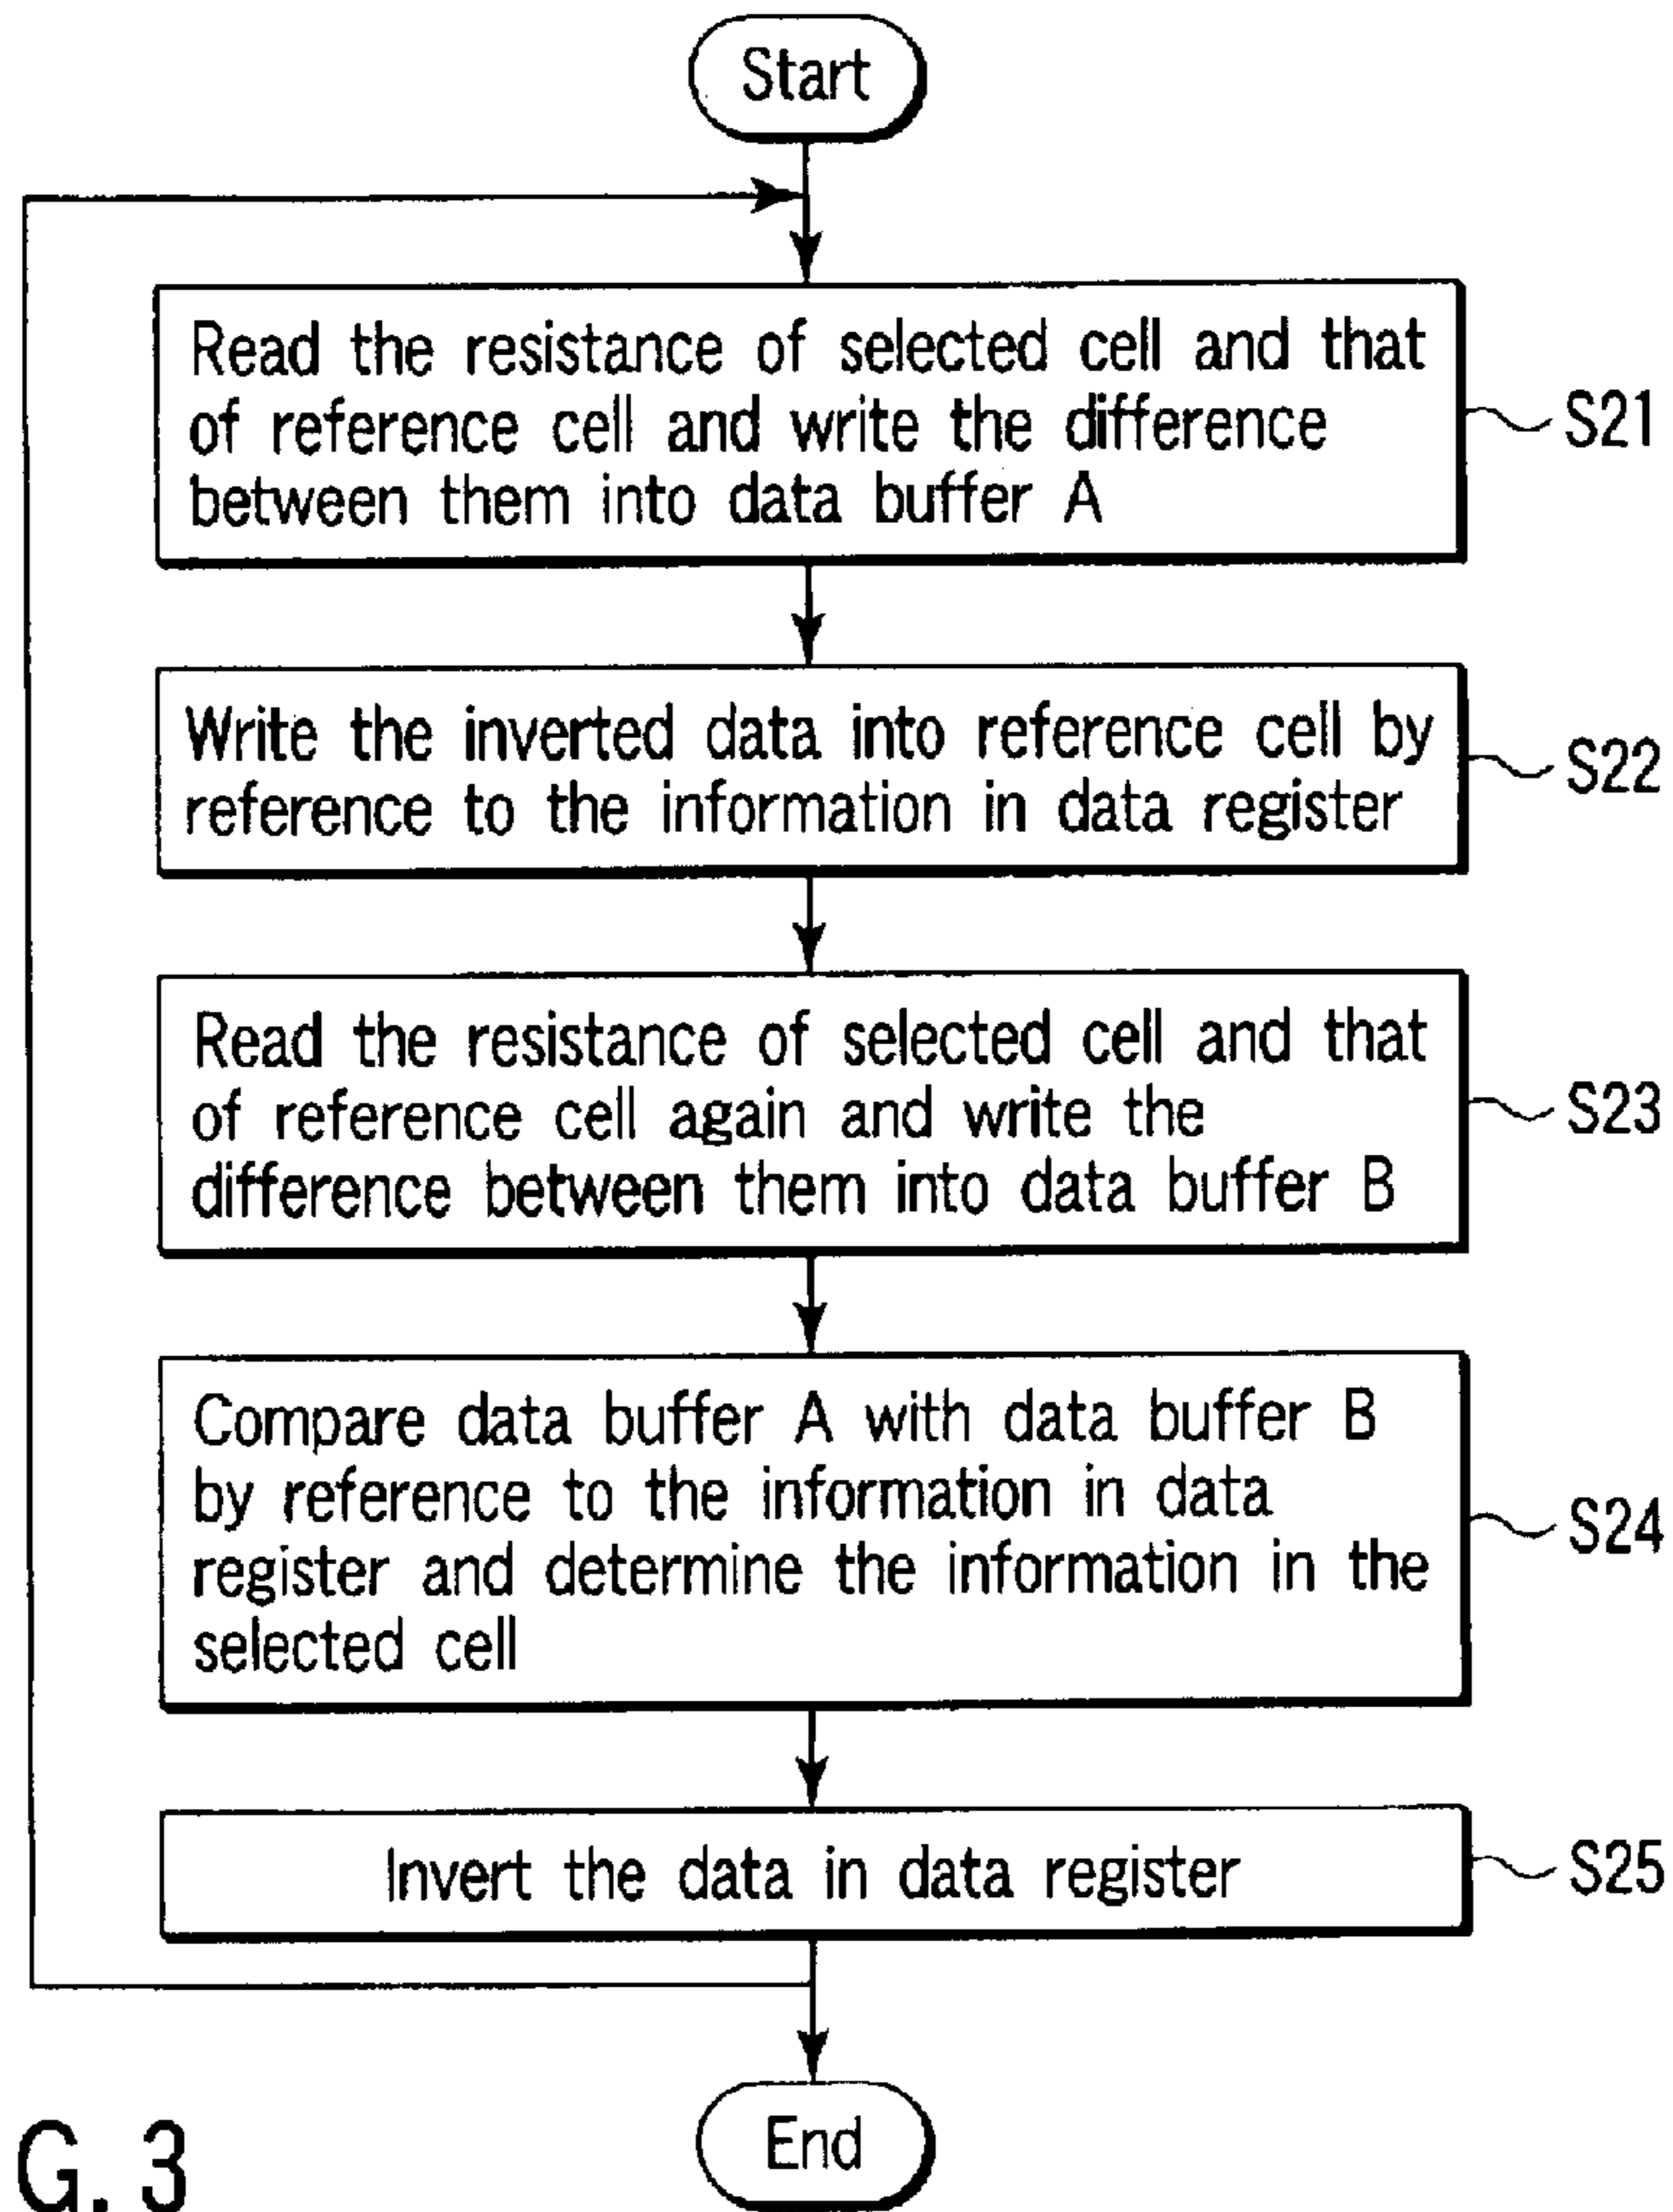 Start
Read the resistance of selected cell and that
of reference cell and write the difference
between them into data buffer A
S21
Write the inverted data into reference cell by
reference to the information in data register
S22
Read the resistance of selected cell and that
of reference cell again and write the
difference between them into data buffer B
S23
Compare data buffer A with data buffer B
by reference to the information in data
register and determine the information in the
selected cell
S24
Invert the data in data register
S25
End
G. 3